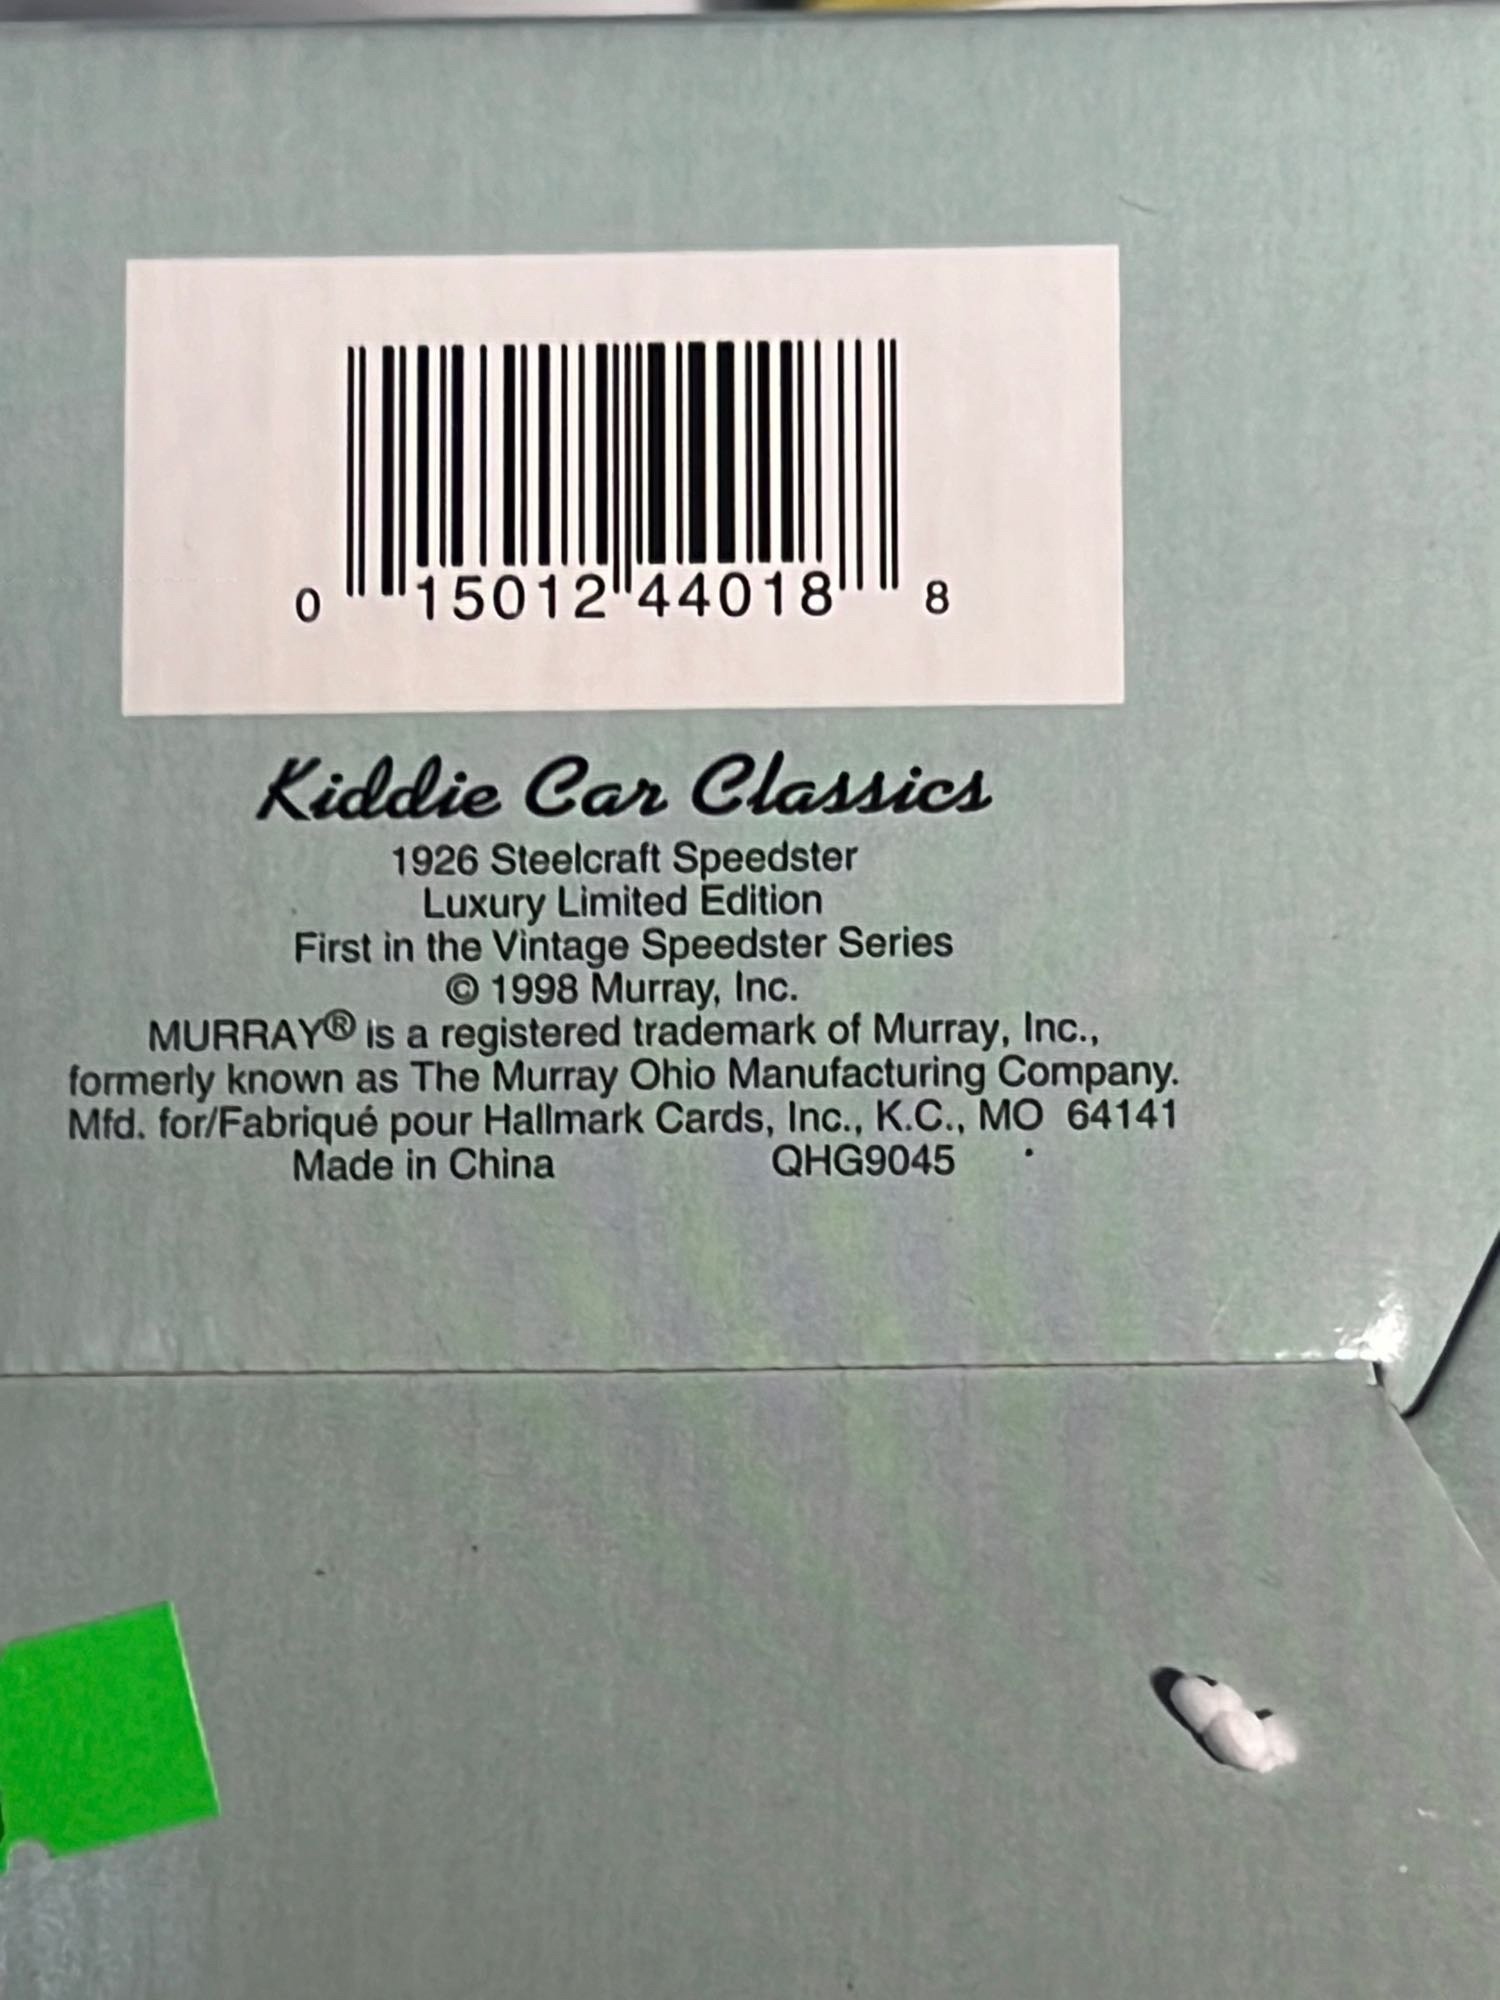 0 15012 44018 8
Kiddie Car Classics
1926 Steelcraft Speedster
Luxury Limited Edition
First in the Vintage Speedster Series
© 1998 Murray, Inc.
MURRAY® is a registered trademark of Murray, Inc.,
formerly known as The Murray Ohio Manufacturing Company.
Mfd. for/Fabriqué pour Hallmark Cards, Inc., K.C., MO 64141
Made in China QHG9045